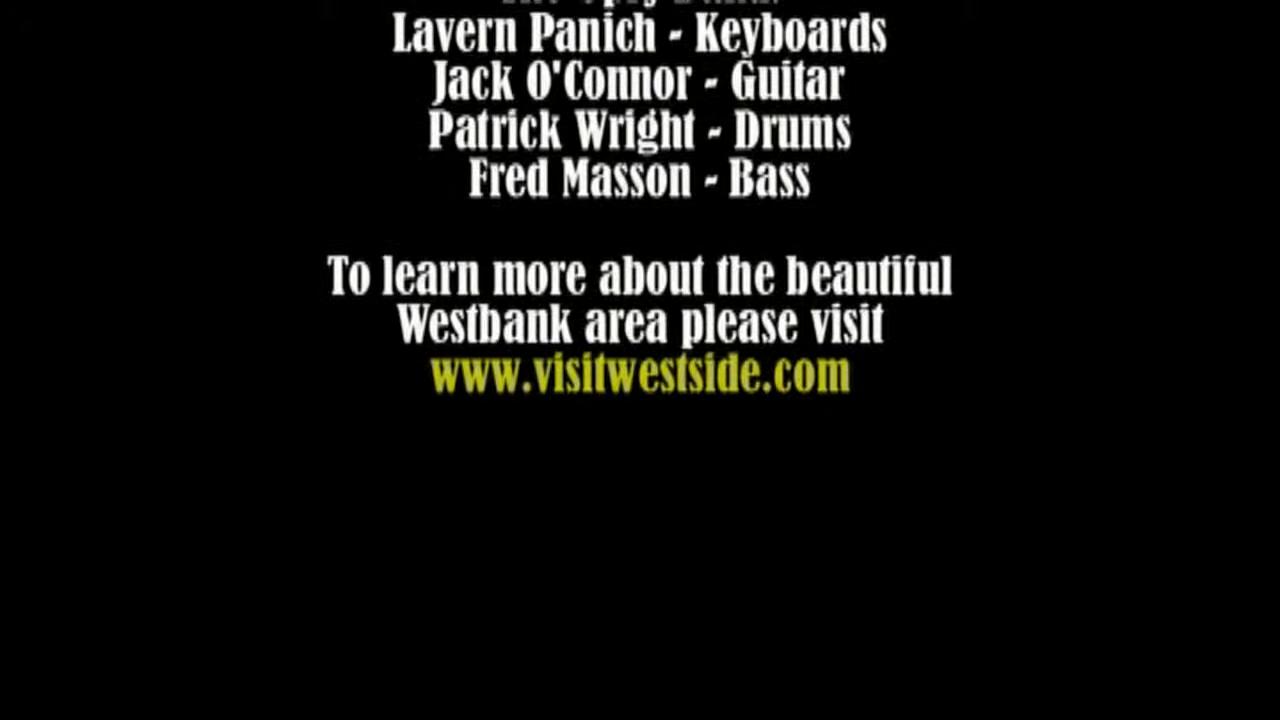 Lavern Panich - Keyboards
Jack O'Connor - Guitar
Patrick Wright - Drums
Fred Masson - Bass
To learn more about the beautiful
Westbank area please visit
www.visitwestside.com